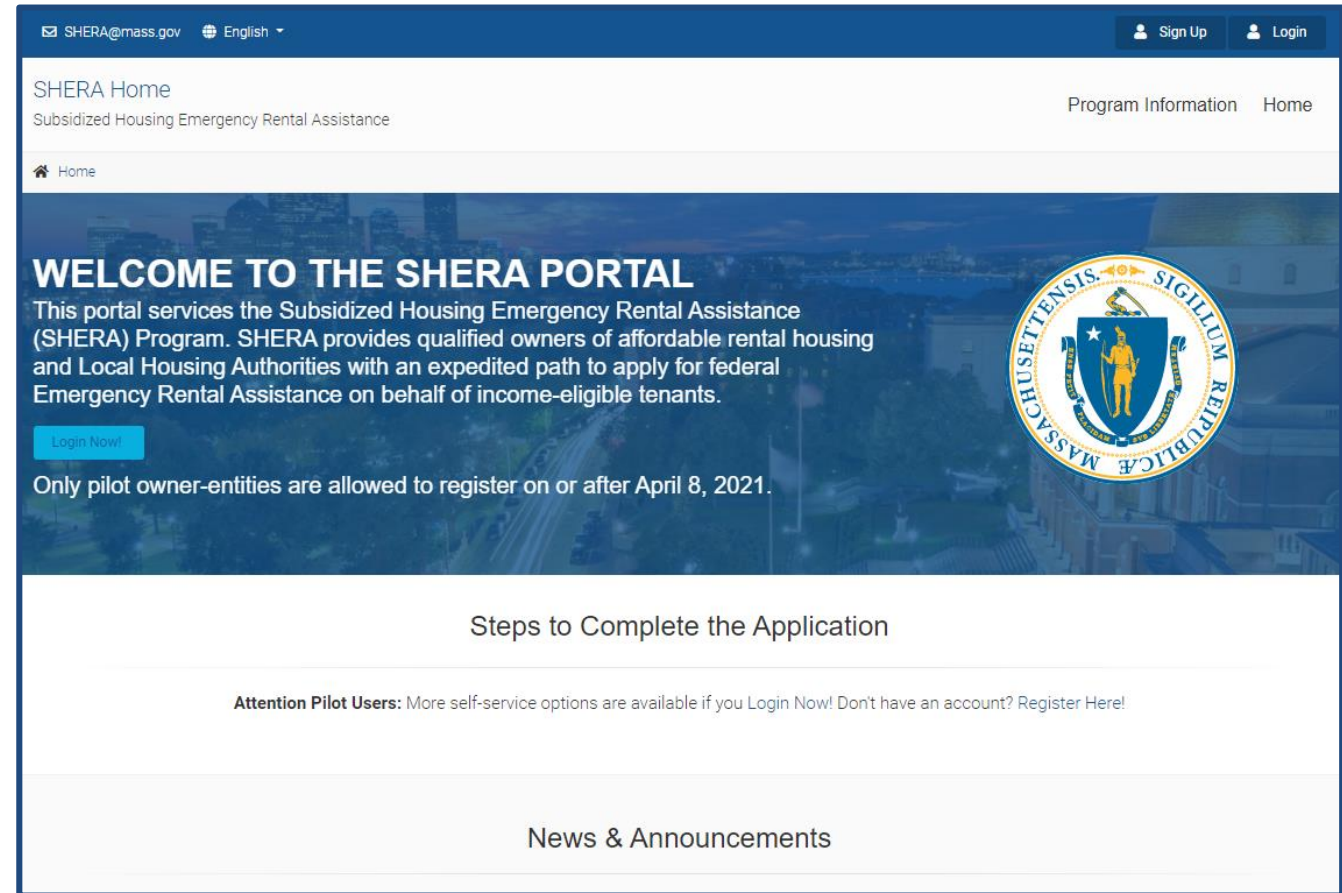 SHERA@mass.gov English Sign Up Login
SHERA Home
Subsidized Housing Emergency Rental Assistance
Program Information Home
Home
WELCOME TO THE SHERA PORTAL
This portal services the Subsidized Housing Emergency Rental Assistance
(SHERA) Program. SHERA provides qualified owners of affordable rental housing
and Local Housing Authorities with an expedited path to apply for federal
Emergency Rental Assistance on behalf of income-eligible tenants.
Login Now!
Only pilot owner-entities are allowed to register on or after April 8, 2021.
SIGILLUM REIPUBLICÆ MASSACHUSETTENSIS.
Steps to Complete the Application
Attention Pilot Users: More self-service options are available if you Login Now! Don't have an account? Register Here!
News & Announcements